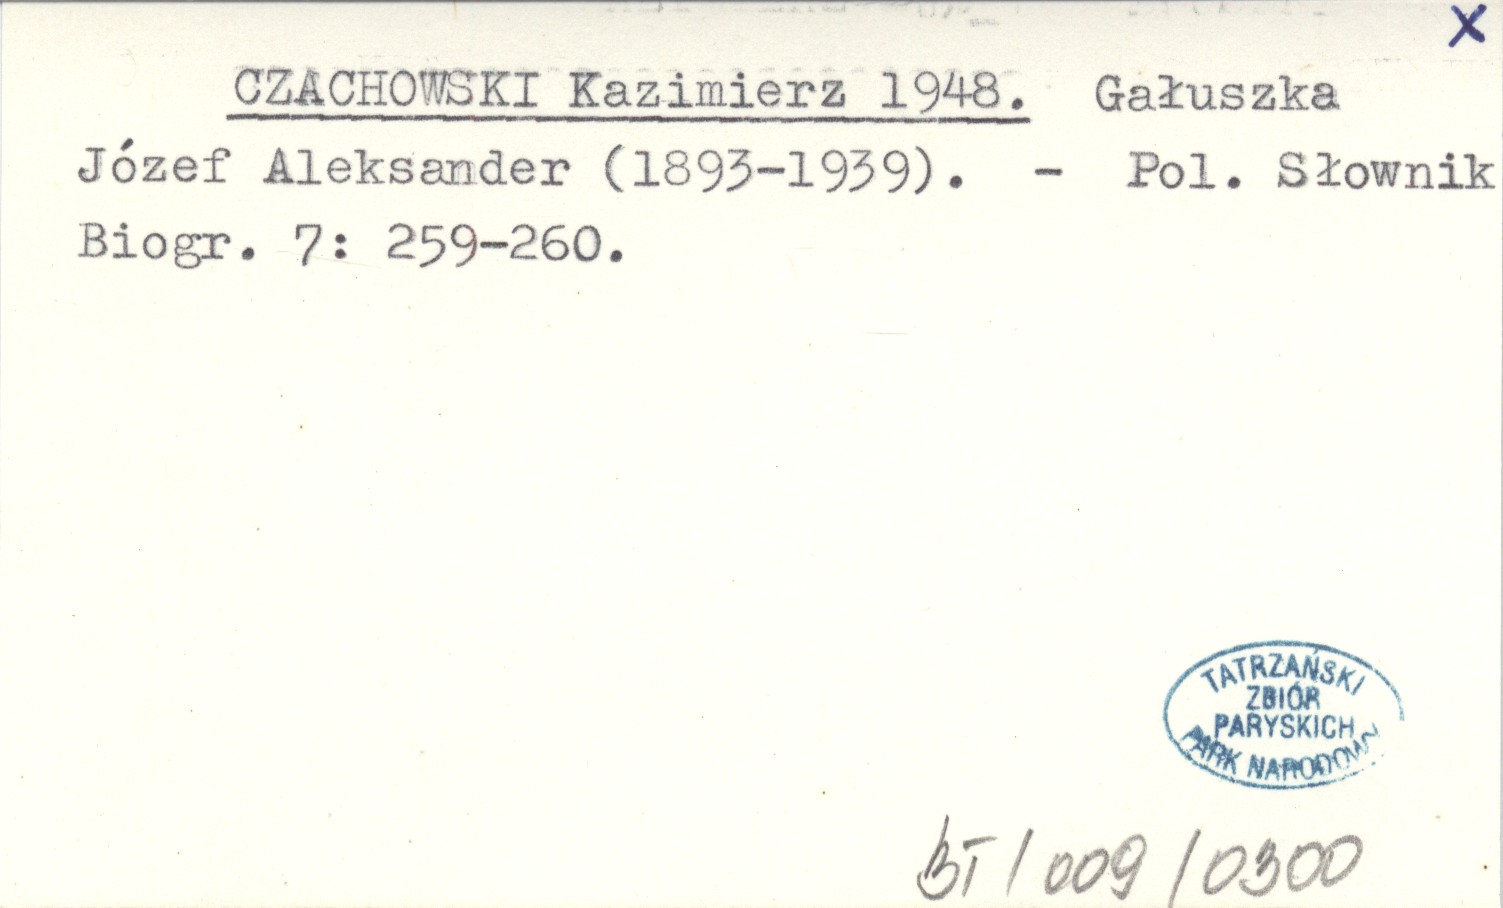 x
CZACHOWSKI Kazimierz 1948. Gałuszka
Józef Aleksander (1893-1939). - Pol. Słownik
Biogr. 7: 259-260.
TATRZAŃSKI
ZBIÓR
PARYSKICH
PARK NARODOWY
BT/009/0300